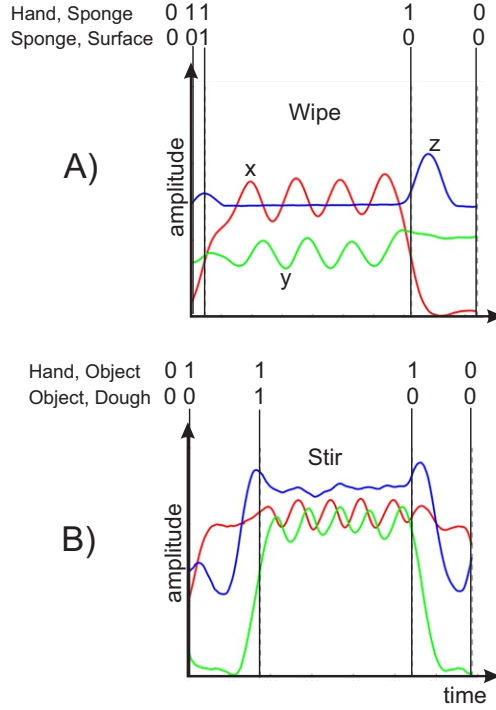 Hand, Sponge 0 1 1 1 0
Sponge, Surface 0 0 1 0 0
Wipe
A)
amplitude
x
z
y
Hand, Object 0 1 1 1 0
Object, Dough 0 0 1 0 0
Stir
B)
amplitude
time